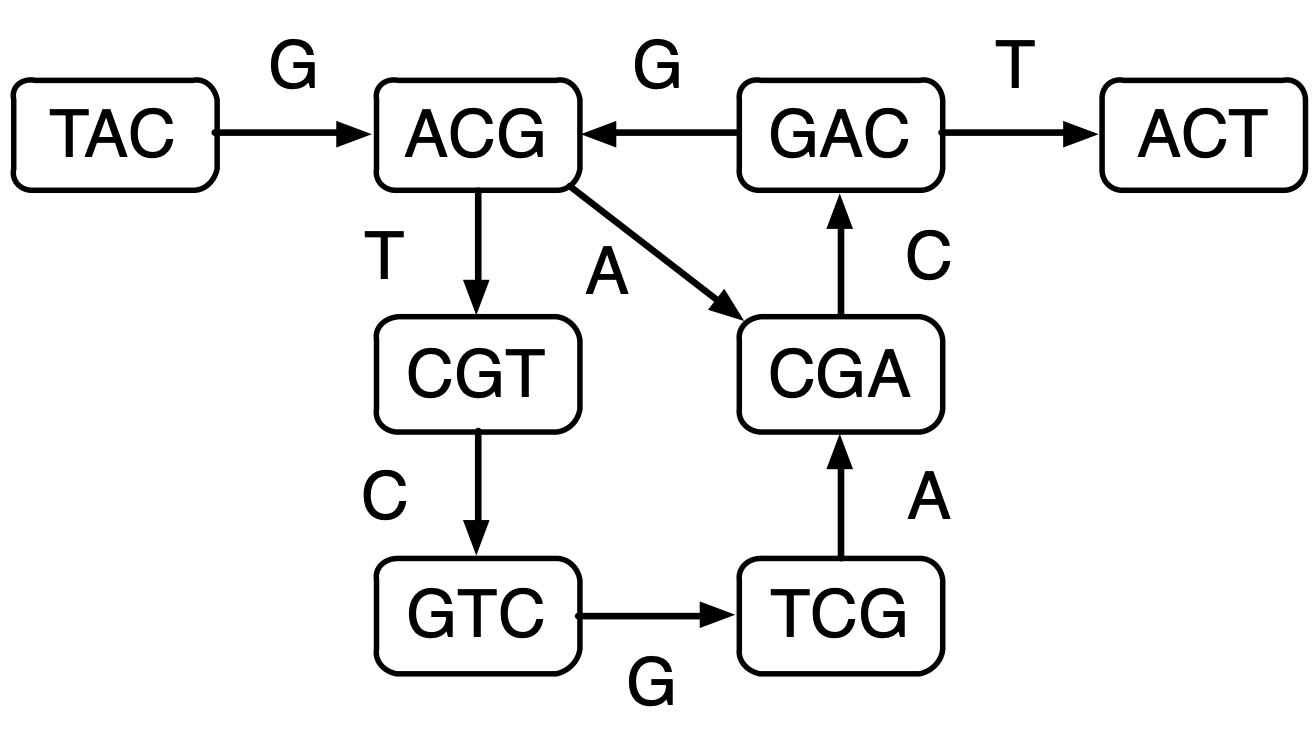 G G T
TAC ACG GAC ACT
T A C
CGT CGA
C A
GTC TCG
G